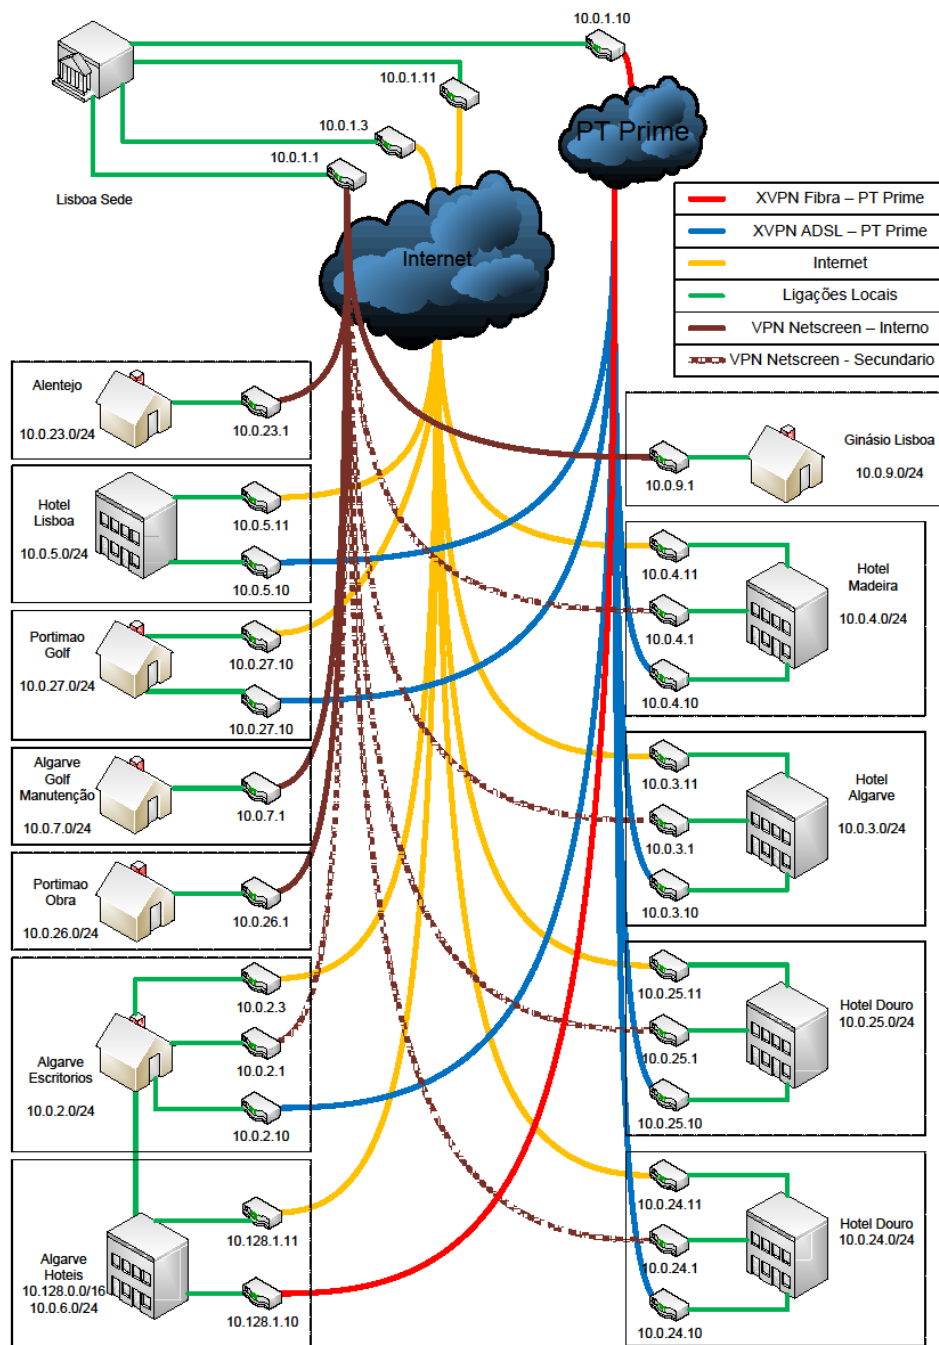 10.0.1.10
10.0.1.11
10.0.1.3
10.0.1.1
Lisboa Sede
PT Prime
Internet
XVPN Fibra – PT Prime
XVPN ADSL – PT Prime
Internet
Ligações Locais
VPN Netscreen – Interno
VPN Netscreen - Secundario
Alentejo
10.0.23.0/24
10.0.23.1
Hotel
Lisboa
10.0.5.0/24
10.0.5.11
10.0.5.10
Portimao
Golf
10.0.27.0/24
10.0.27.10
10.0.27.10
Algarve
Golf
Manutenção
10.0.7.0/24
10.0.7.1
Portimao
Obra
10.0.26.0/24
10.0.26.1
10.0.2.3
10.0.2.1
Algarve
Escritorios
10.0.2.0/24
10.0.2.10
10.128.1.11
Algarve
Hoteis
10.128.0.0/16
10.0.6.0/24
10.128.1.10
Ginásio Lisboa
10.0.9.0/24
10.0.9.1
10.0.4.11
Hotel
Madeira
10.0.4.0/24
10.0.4.1
10.0.4.10
10.0.3.11
Hotel
Algarve
10.0.3.0/24
10.0.3.1
10.0.3.10
10.0.25.11
Hotel Douro
10.0.25.0/24
10.0.25.1
10.0.25.10
10.0.24.11
Hotel Douro
10.0.24.0/24
10.0.24.1
10.0.24.10